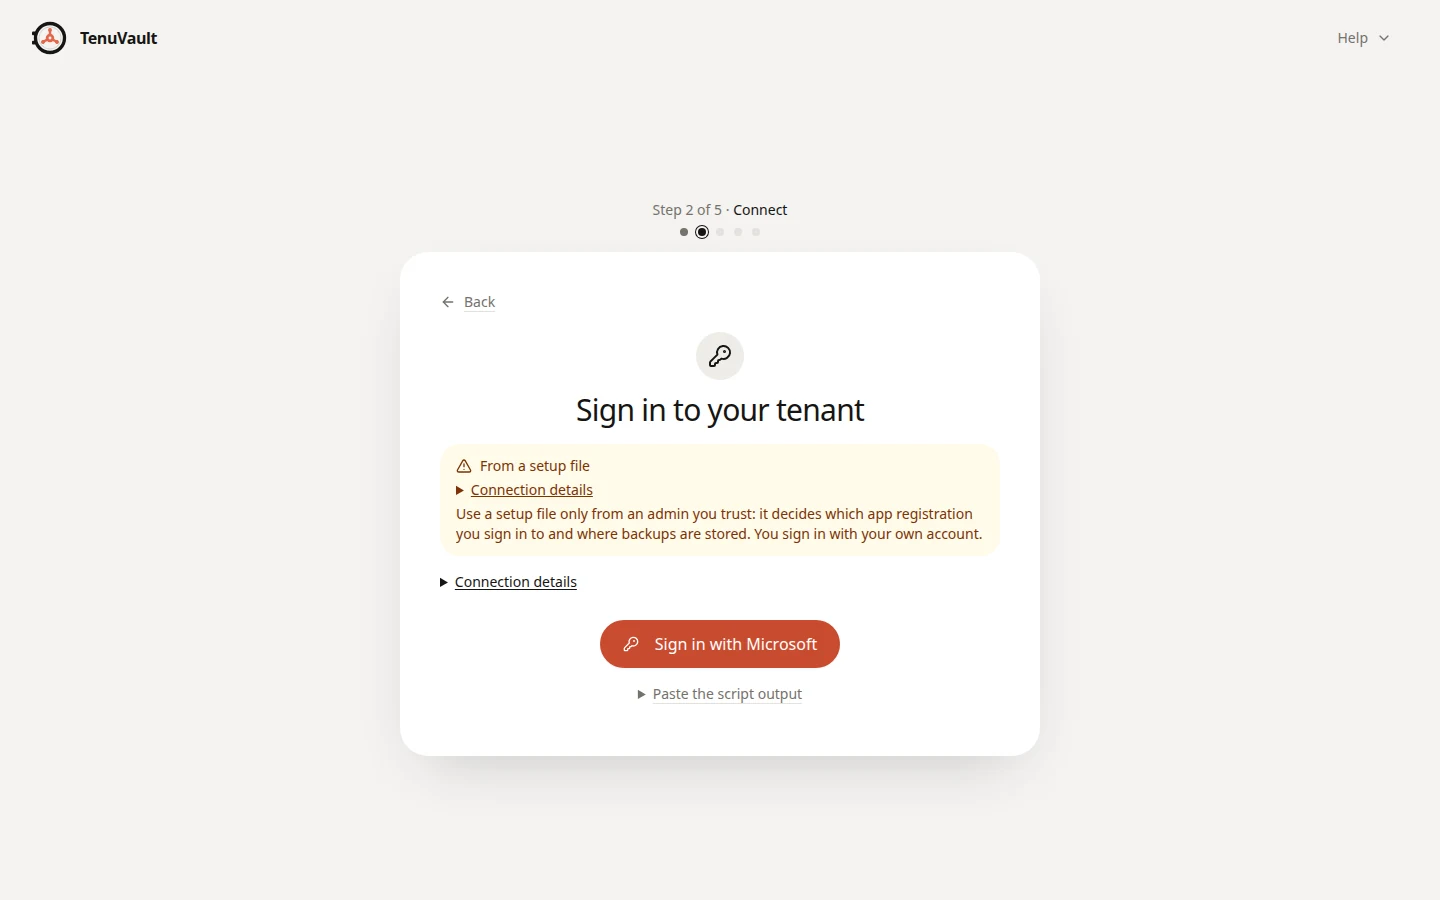 TenuVault
Help
Step 2 of 5 · Connect
Back
Sign in to your tenant
From a setup file
Connection details
Use a setup file only from an admin you trust: it decides which app registration
you sign in to and where backups are stored. You sign in with your own account.
Connection details
Sign in with Microsoft
Paste the script output